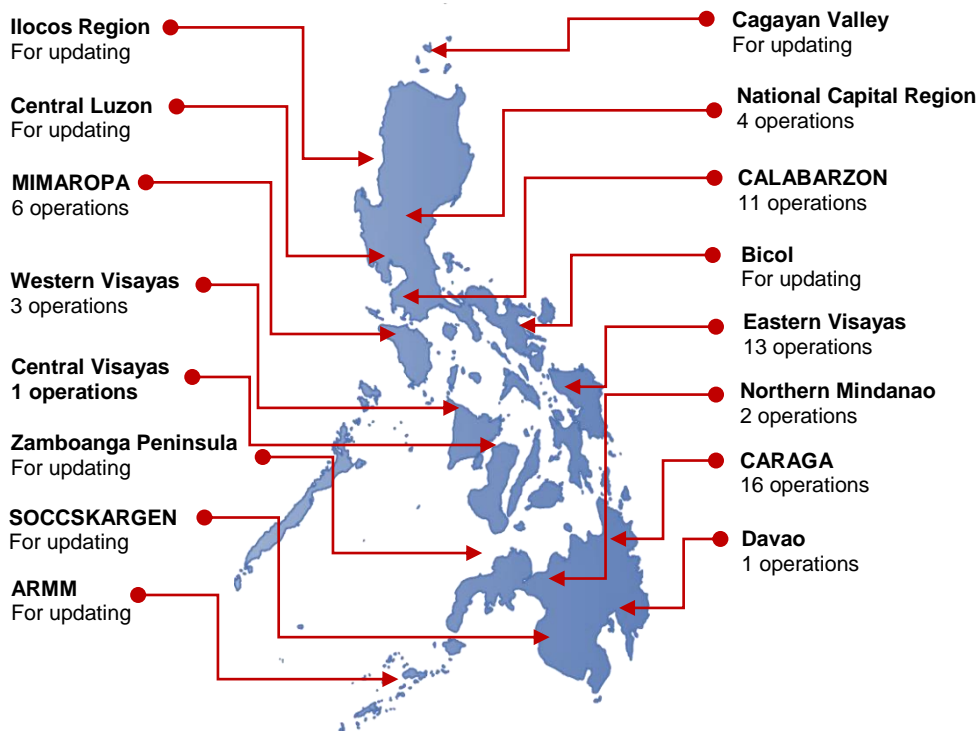 Ilocos Region
For updating
Central Luzon
For updating
MIMAROPA
6 operations
Western Visayas
3 operations
Central Visayas
1 operations
Zamboanga Peninsula
For updating
SOCCSKARGEN
For updating
ARMM
For updating
Cagayan Valley
For updating
National Capital Region
4 operations
CALABARZON
11 operations
Bicol
For updating
Eastern Visayas
13 operations
Northern Mindanao
2 operations
CARAGA
16 operations
Davao
1 operations